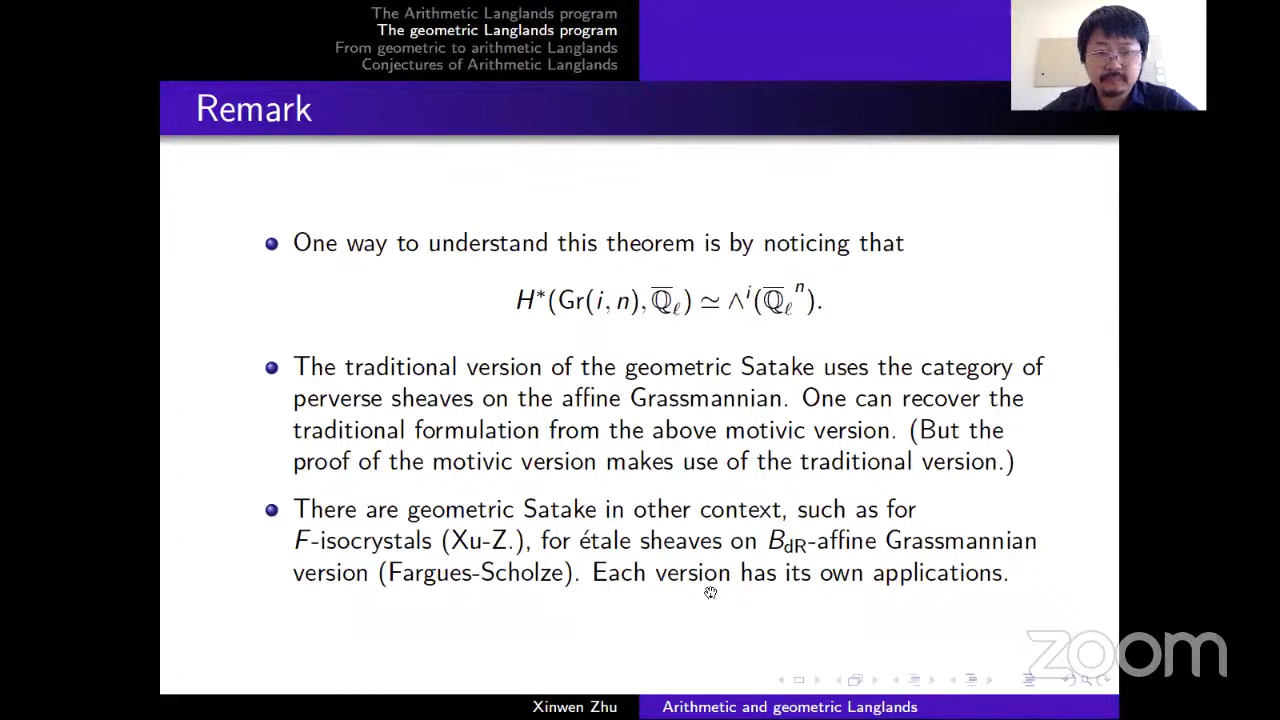 The Arithmetic Langlands program
The geometric Langlands program
From geometric to arithmetic Langlands
Conjectures of Arithmetic Langlands
Remark
One way to understand this theorem is by noticing that
H*(Gr(i, n), Q̅_ℓ) ≃ ∧^i(Q̅_ℓ^n).
The traditional version of the geometric Satake uses the category of
perverse sheaves on the affine Grassmannian. One can recover the
traditional formulation from the above motivic version. (But the
proof of the motivic version makes use of the traditional version.)
There are geometric Satake in other context, such as for
F-isocrystals (Xu-Z.), for étale sheaves on B_dR-affine Grassmannian
version (Fargues-Scholze). Each version has its own applications.
zoom
Xinwen Zhu
Arithmetic and geometric Langlands